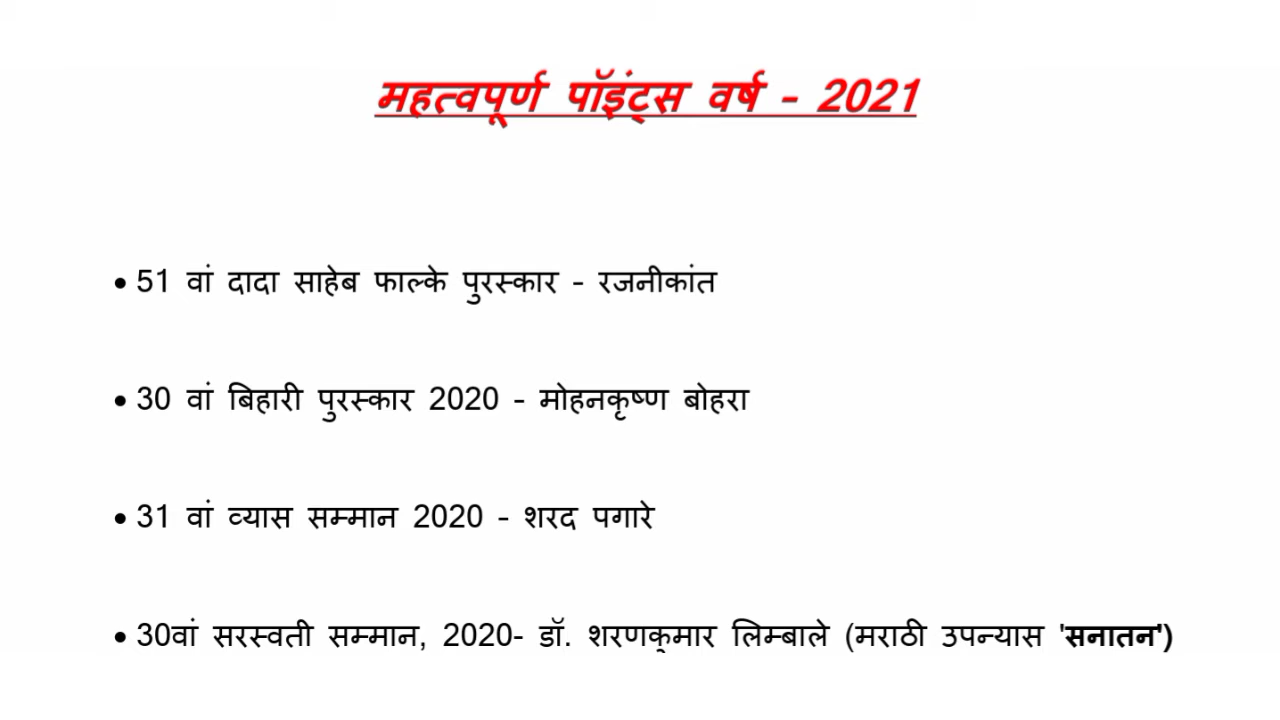 महत्वपूर्ण पॉइंट्स वर्ष - 2021
• 51 वां दादा साहेब फाल्के पुरस्कार - रजनीकांत
• 30 वां बिहारी पुरस्कार 2020 - मोहनकृष्ण बोहरा
• 31 वां व्यास सम्मान 2020 - शरद पगारे
• 30वां सरस्वती सम्मान, 2020- डॉ. शरणकुमार लिम्बाले (मराठी उपन्यास 'सनातन')